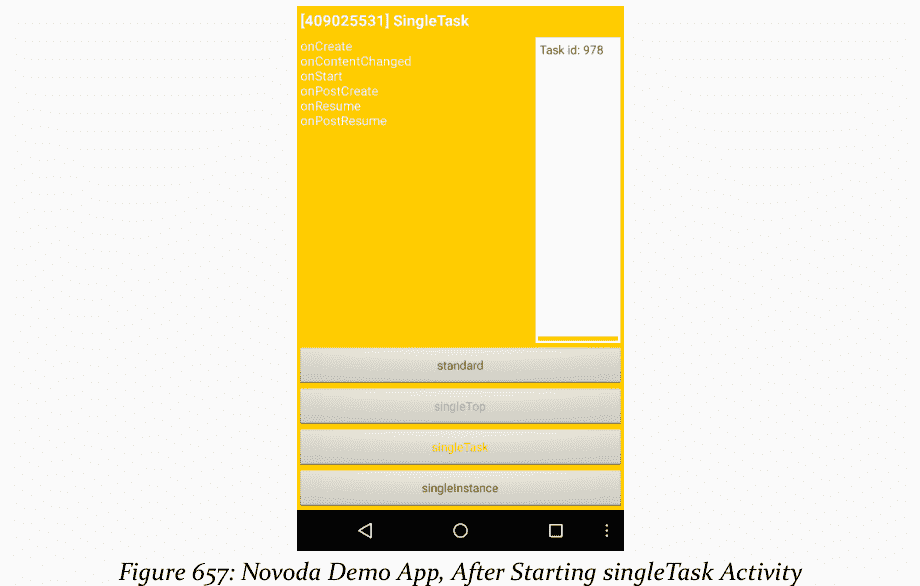 [409025531] SingleTask
onCreate
onContentChanged
onStart
onPostCreate
onResume
onPostResume
Task id: 978
standard
singleTop
singleTask
singleInstance
Figure 657: Novoda Demo App, After Starting singleTask Activity